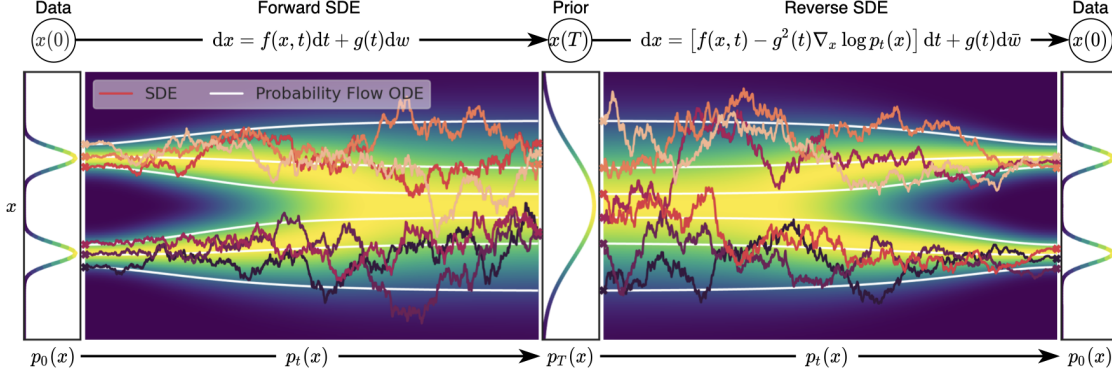 Data Forward SDE Prior Reverse SDE Data
x(0) dx = f(x, t)dt + g(t)dw x(T) dx = [f(x, t) − g²(t)∇ₓ log pₜ(x)] dt + g(t)dw̄ x(0)
SDE Probability Flow ODE
x
p₀(x) pₜ(x) p_T(x) pₜ(x) p₀(x)